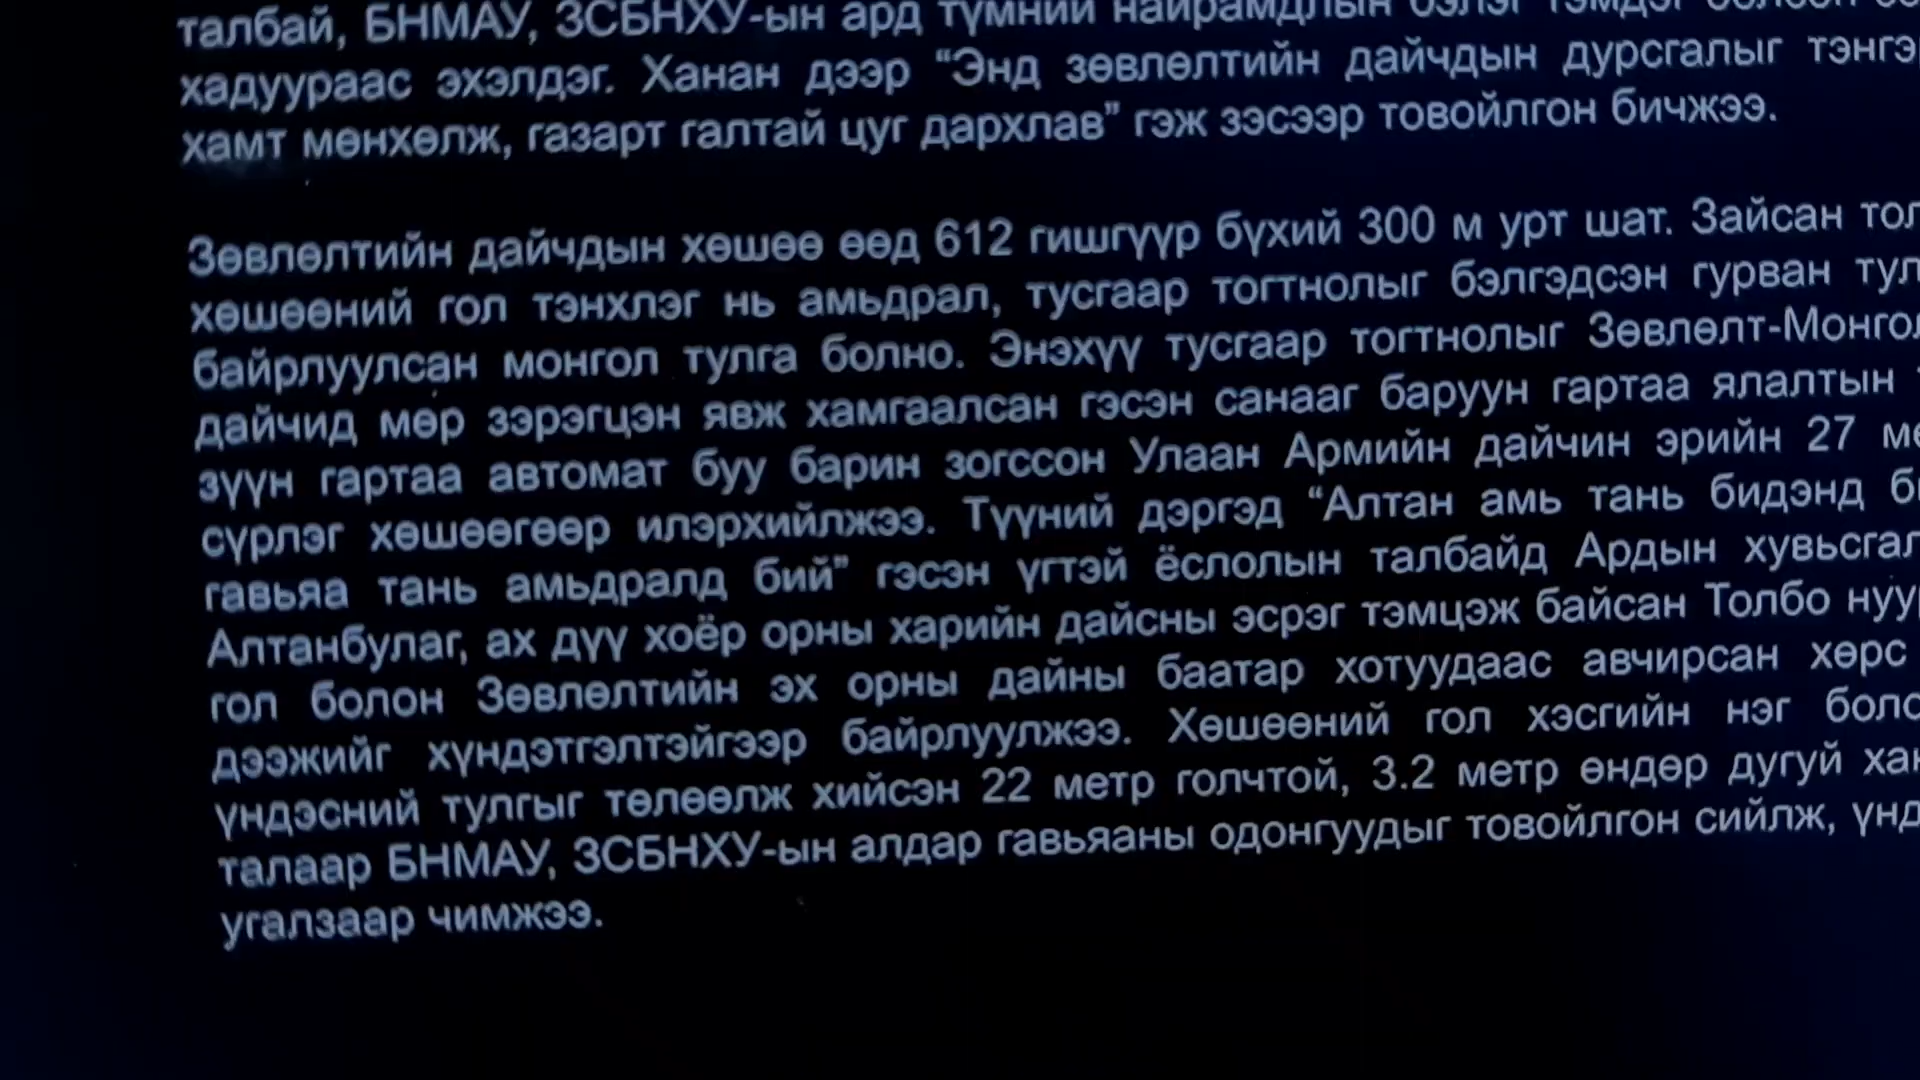 талбай, БНМАУ, ЗСБНХУ-ын ард түмний найрамдлын бэлэг тэмдэг
хадуураас эхэлдэг. Ханан дээр “Энд зөвлөлтийн дайчдын дурсгалыг
хамт мөнхөлж, газарт галтай цуг дархлав” гэж зэсээр товойлгон бичжээ.
Зөвлөлтийн дайчдын хөшөө өөд 612 гишгүүр бүхий 300 м урт шат. Зайсан
хөшөөний гол тэнхлэг нь амьдрал, тусгаар тогтнолыг бэлгэдсэн гурван
байрлуулсан монгол тулга болно. Энэхүү тусгаар тогтнолыг Зөвлөлт-Монгол
дайчид мөр зэрэгцэн явж хамгаалсан гэсэн санааг баруун гартаа ялалтын
зүүн гартаа автомат буу барин зогссон Улаан Армийн дайчин эрийн 27
сүрлэг хөшөөгөөр илэрхийлжээ. Түүний дэргэд “Алтан амь тань бидэнд
гавьяа тань амьдралд бий” гэсэн үгтэй ёслолын талбайд Ардын
Алтанбулаг, ах дүү хоёр орны харийн дайсны эсрэг тэмцэж байсан Толбо
гол болон Зөвлөлтийн эх орны дайны баатар хотуудаас авчирсан хөрс
дээжийг хүндэтгэлтэйгээр байрлуулжээ. Хөшөөний гол хэсгийн нэг
үндэсний тулгыг төлөөлж хийсэн 22 метр голчтой, 3.2 метр өндөр дугуй
талаар БНМАУ, ЗСБНХУ-ын алдар гавьяаны одонгуудыг товойлгон сийлж,
угалзаар чимжээ.